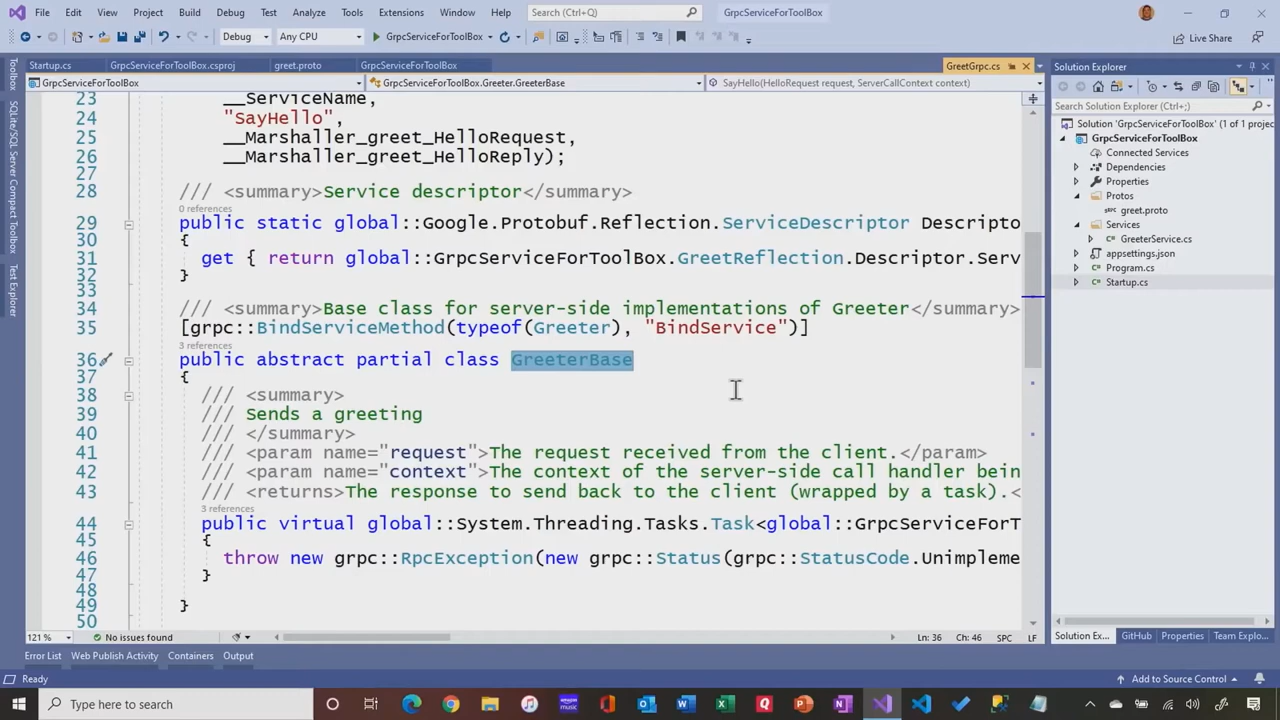 File Edit View Git Project Build Debug Test Analyze Tools Extensions Window Help Search (Ctrl+Q) GrpcServiceForToolBox
Debug Any CPU GrpcServiceForToolBox Live Share
Startup.cs GrpcServiceForToolBox.csproj greet.proto GrpcServiceForToolBox GreetGrpc.cs
GrpcServiceForToolBox GrpcServiceForToolBox.Greeter.GreeterBase SayHello(HelloRequest request, ServerCallContext context)
Toolbox
SQLite/SQL Server Compact Toolbox
Test Explorer
23 __ServiceName,
24 "SayHello",
25 __Marshaller_greet_HelloRequest,
26 __Marshaller_greet_HelloReply);
27
28 /// <summary>Service descriptor</summary>
0 references
29 public static global::Google.Protobuf.Reflection.ServiceDescriptor Descripto
30 {
31 get { return global::GrpcServiceForToolBox.GreetReflection.Descriptor.Serv
32 }
33
34 /// <summary>Base class for server-side implementations of Greeter</summary>
35 [grpc::BindServiceMethod(typeof(Greeter), "BindService")]
3 references
36 public abstract partial class GreeterBase
37 {
38 /// <summary>
39 /// Sends a greeting
40 /// </summary>
41 /// <param name="request">The request received from the client.</param>
42 /// <param name="context">The context of the server-side call handler bein
43 /// <returns>The response to send back to the client (wrapped by a task).<
3 references
44 public virtual global::System.Threading.Tasks.Task<global::GrpcServiceForT
45 {
46 throw new grpc::RpcException(new grpc::Status(grpc::StatusCode.Unimpleme
47 }
48
49 }
50
121 % No issues found Ln: 36 Ch: 46 SPC LF
Solution Explorer
Search Solution Explorer (Ctrl+;)
Solution 'GrpcServiceForToolBox' (1 of 1 projec
GrpcServiceForToolBox
Connected Services
Dependencies
Properties
Protos
greet.proto
Services
GreeterService.cs
appsettings.json
Program.cs
Startup.cs
Solution Ex... GitHub Properties Team Explo...
Error List Web Publish Activity Containers Output
Ready Add to Source Control
Type here to search